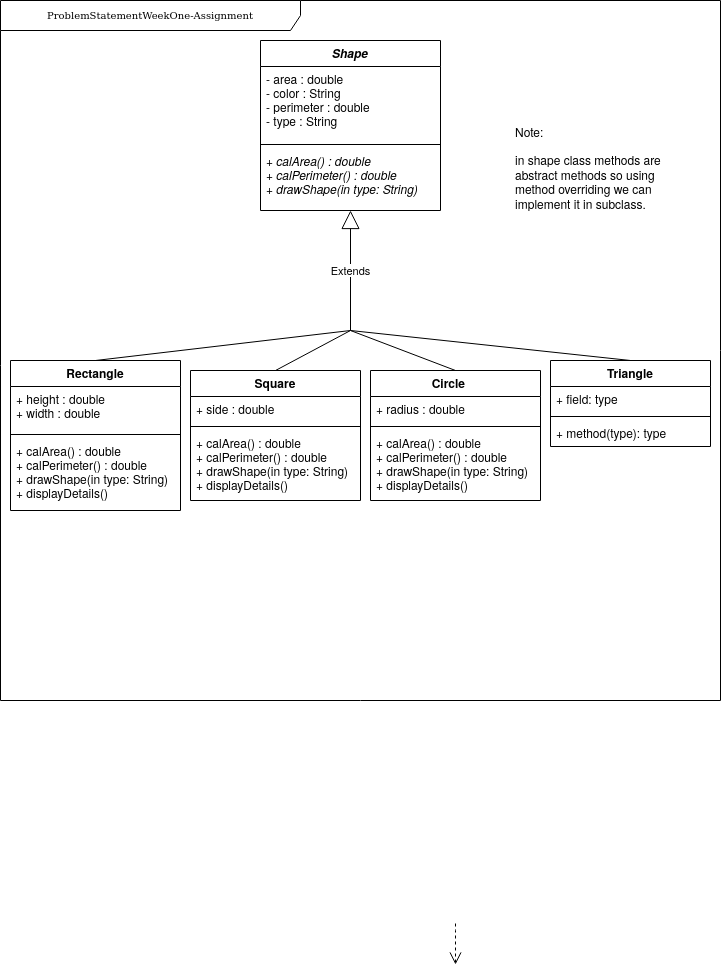 ProblemStatementWeekOne-Assignment
Shape
- area : double
- color : String
- perimeter : double
- type : String
+ calArea() : double
+ calPerimeter() : double
+ drawShape(in type: String)
Note:
in shape class methods are
abstract methods so using
method overriding we can
implement it in subclass.
Extends
Rectangle
+ height : double
+ width : double
+ calArea() : double
+ calPerimeter() : double
+ drawShape(in type: String)
+ displayDetails()
Square
+ side : double
+ calArea() : double
+ calPerimeter() : double
+ drawShape(in type: String)
+ displayDetails()
Circle
+ radius : double
+ calArea() : double
+ calPerimeter() : double
+ drawShape(in type: String)
+ displayDetails()
Triangle
+ field: type
+ method(type): type